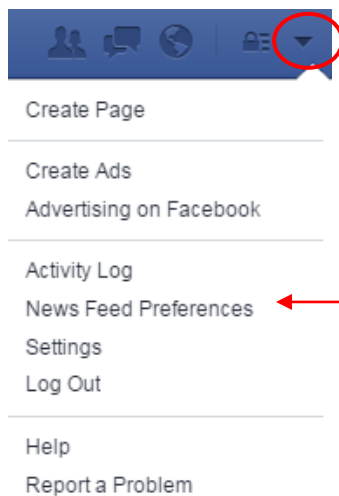 Create Page
Create Ads
Advertising on Facebook
Activity Log
News Feed Preferences
Settings
Log Out
Help
Report a Problem